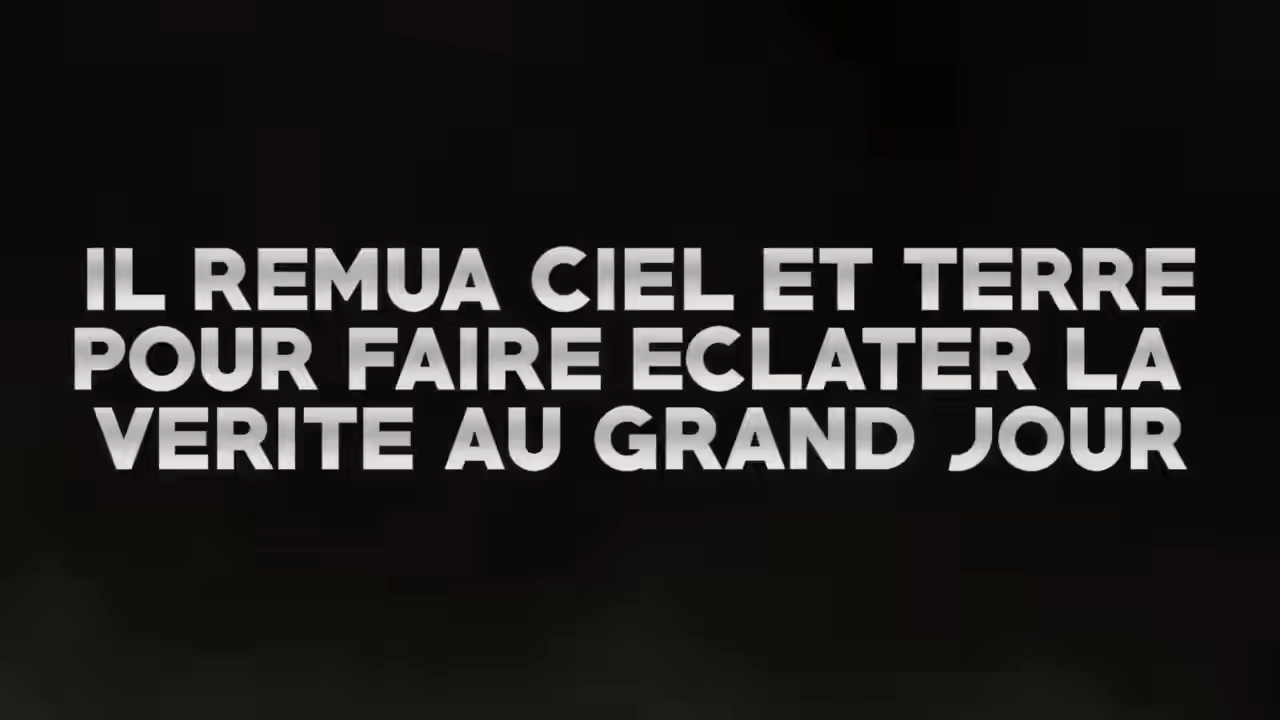 IL REMUA CIEL ET TERRE
POUR FAIRE ECLATER LA
VERITE AU GRAND JOUR